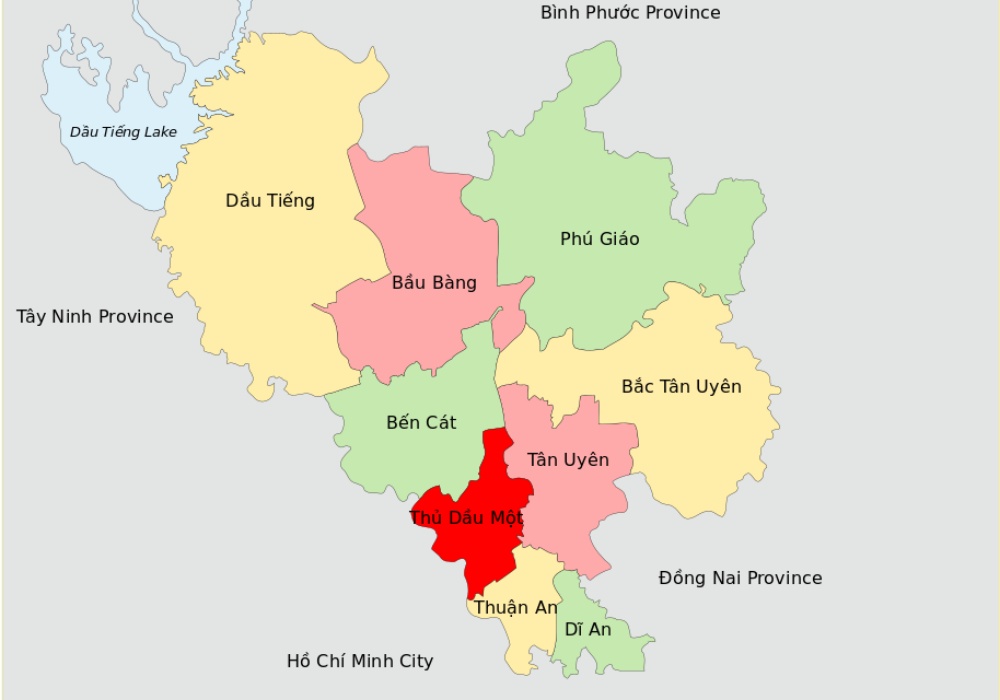 Bình Phước Province
Dầu Tiếng Lake
Dầu Tiếng
Phú Giáo
Bầu Bàng
Tây Ninh Province
Bắc Tân Uyên
Bến Cát
Tân Uyên
Thủ Dầu Một
Đồng Nai Province
Thuận An
Dĩ An
Hồ Chí Minh City